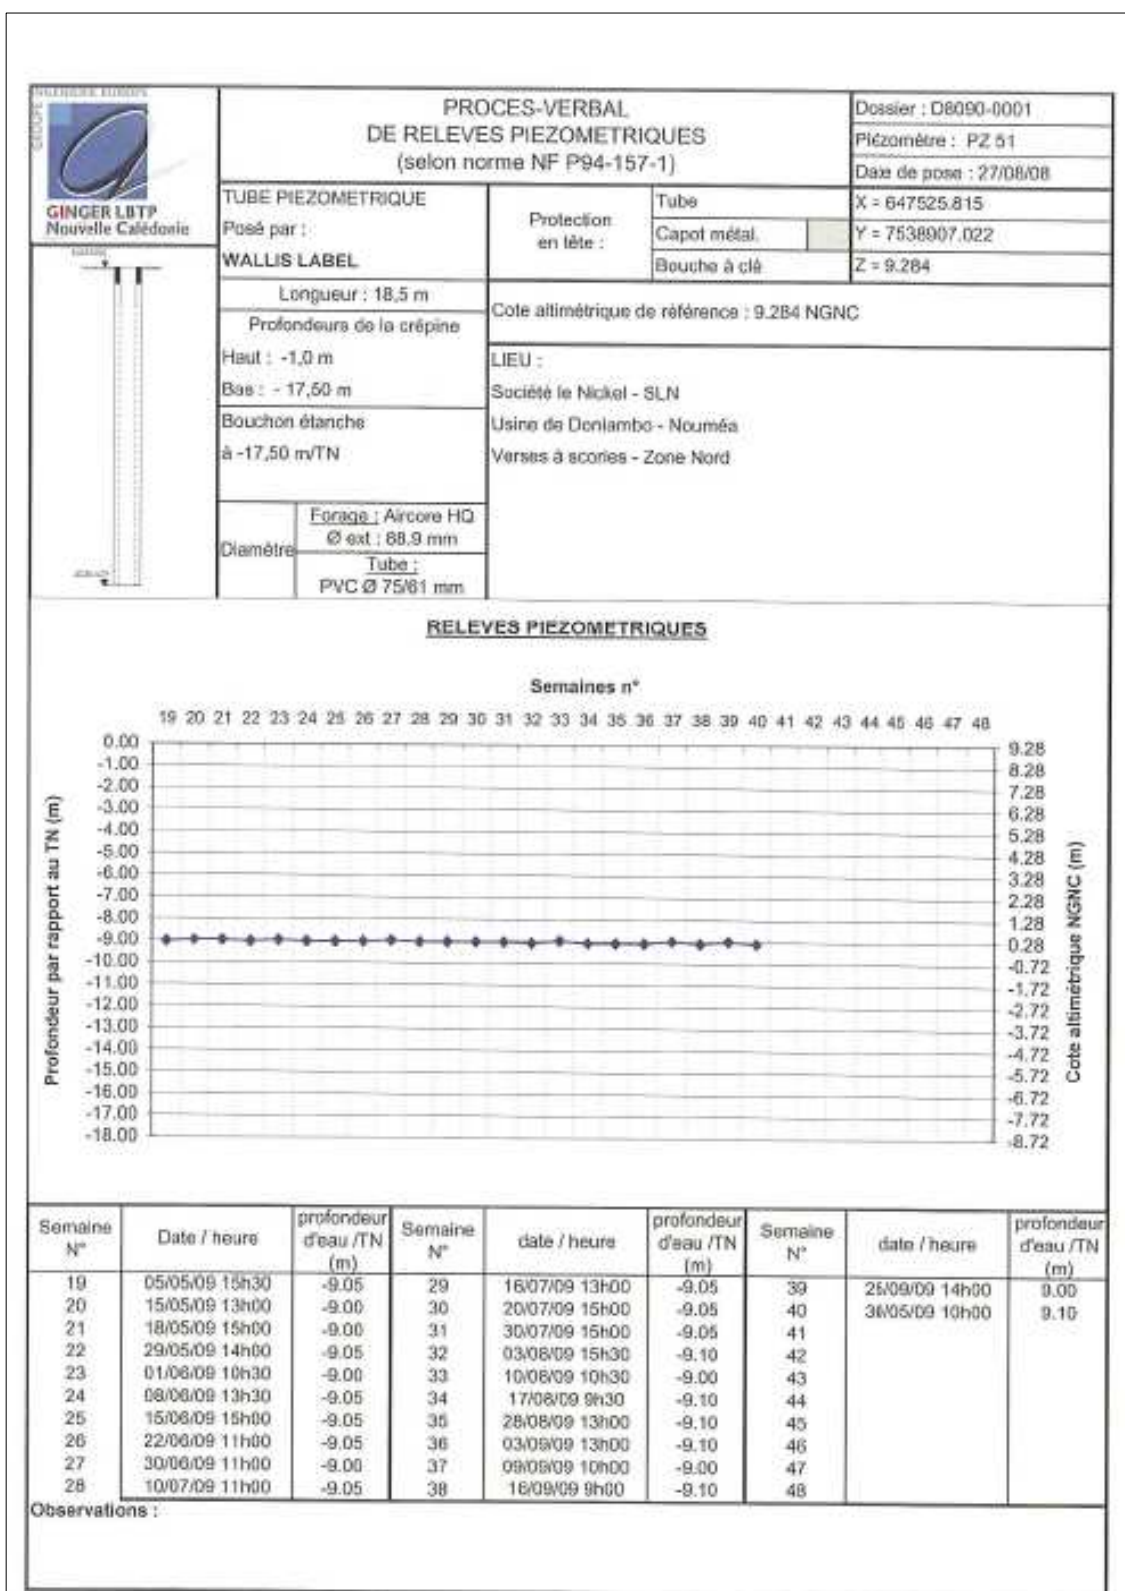 GROUPE INGENIERIE EUROPE
GINGER LBTP
Nouvelle Calédonie
PROCES-VERBAL
DE RELEVES PIEZOMETRIQUES
(selon norme NF P94-157-1)
Dossier : D8090-0001
Piézomètre : PZ 51
Date de pose : 27/08/08
TUBE PIEZOMETRIQUE
Posé par :
WALLIS LABEL
Protection
en tête :
Tube
Capot métal.
Bouche à clé
X = 647525.815
Y = 7538907.022
Z = 9.284
Longueur : 18,5 m
Cote altimétrique de référence : 9.284 NGNC
Profondeurs de la crépine
Haut : -1,0 m
Bas : - 17,50 m
Bouchon étanche
à -17,50 m/TN
LIEU :
Société le Nickel - SLN
Usine de Doniambo - Nouméa
Verses à scories - Zone Nord
Diamètre
Forage : Aircore HQ
Ø ext : 88,9 mm
Tube :
PVC Ø 75/61 mm
RELEVES PIEZOMETRIQUES
Semaines n°
19 20 21 22 23 24 25 26 27 28 29 30 31 32 33 34 35 36 37 38 39 40 41 42 43 44 45 46 47 48
Profondeur par rapport au TN (m)
0.00
-1.00
-2.00
-3.00
-4.00
-5.00
-6.00
-7.00
-8.00
-9.00
-10.00
-11.00
-12.00
-13.00
-14.00
-15.00
-16.00
-17.00
-18.00
9.28
8.28
7.28
6.28
5.28
4.28
3.28
2.28
1.28
0.28
-0.72
-1.72
-2.72
-3.72
-4.72
-5.72
-6.72
-7.72
-8.72
Cote altimétrique NGNC (m)
Semaine N° Date / heure profondeur d'eau /TN (m) Semaine N° date / heure profondeur d'eau /TN (m) Semaine N° date / heure profondeur d'eau /TN (m)
19 05/05/09 15h30 -9.05 29 16/07/09 13h00 -9.05 39 25/09/09 14h00 9.00
20 15/05/09 13h00 -9.00 30 20/07/09 15h00 -9.05 40 30/05/09 10h00 9.10
21 18/05/09 15h00 -9.00 31 30/07/09 15h00 -9.05 41
22 29/05/09 14h00 -9.05 32 03/08/09 15h30 -9.10 42
23 01/06/09 10h30 -9.00 33 10/08/09 10h30 -9.00 43
24 08/06/09 13h30 -9.05 34 17/08/09 9h30 -9.10 44
25 15/06/09 15h00 -9.05 35 28/08/09 13h00 -9.10 45
26 22/06/09 11h00 -9.05 36 03/09/09 13h00 -9.10 46
27 30/06/09 11h00 -9.00 37 09/09/09 10h00 -9.00 47
28 10/07/09 11h00 -9.05 38 16/09/09 9h00 -9.10 48
Observations :